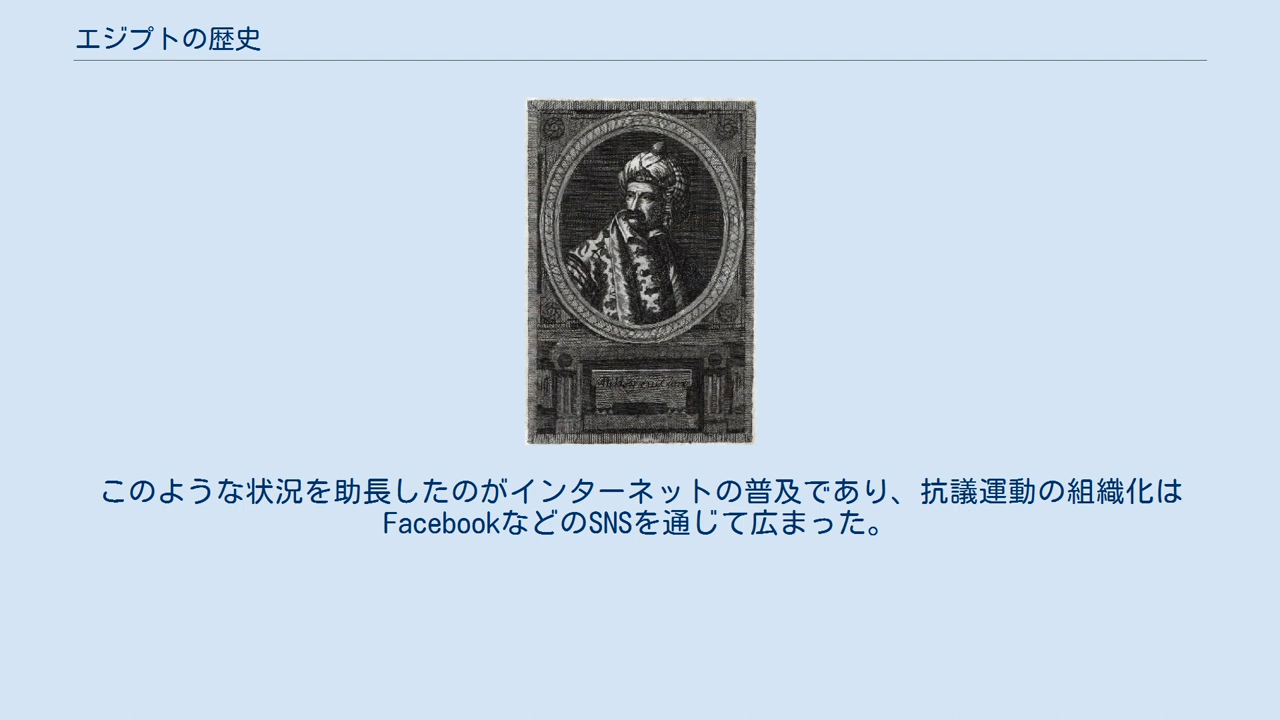 エジプトの歴史
このような状況を助長したのがインターネットの普及であり、抗議運動の組織化は
FacebookなどのSNSを通じて広まった。